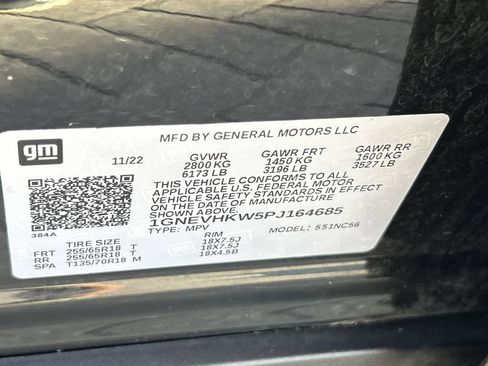 gm
MFD BY GENERAL MOTORS LLC
11/22 GVWR GAWR FRT GAWR RR
2800 KG 1450 KG 1600 KG
6173 LB 3196 LB 3527 LB
THIS VEHICLE CONFORMS TO ALL
APPLICABLE U.S. FEDERAL MOTOR
VEHICLE SAFETY STANDARDS IN EFFECT
ON THE DATE OF MANUFACTURE
SHOWN ABOVE.
1GNEVHKW5PJ164685
384A TYPE: MPV MODEL: 551NC56
TIRE SIZE RIM
FRT 255/65R18 T 18X7.5J
RR 255/65R18 T 18X7.5J
SPA T135/70R18 M 18X4.5B